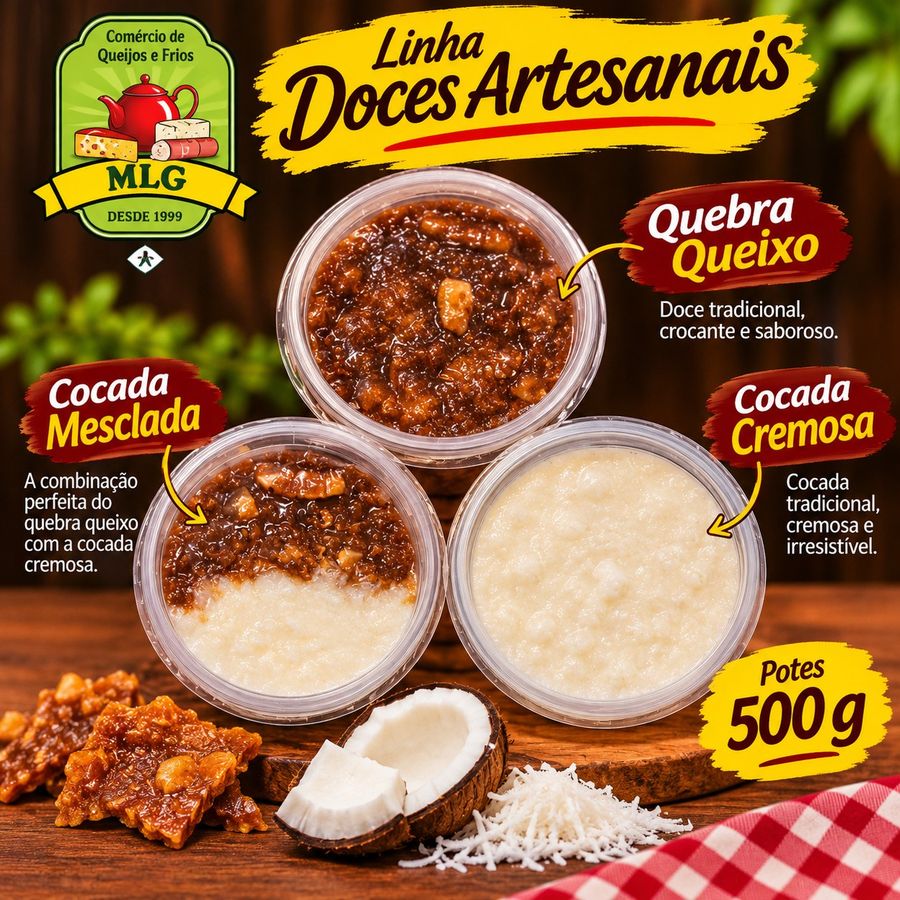 Comércio de
Queijos e Frios
MLG
DESDE 1999
Linha
Doces Artesanais
Quebra
Queixo
Doce tradicional,
crocante e saboroso.
Cocada
Mesclada
A combinação
perfeita do
quebra queixo
com a cocada
cremosa.
Cocada
Cremosa
Cocada
tradicional,
cremosa e
irresistível.
Potes
500 g